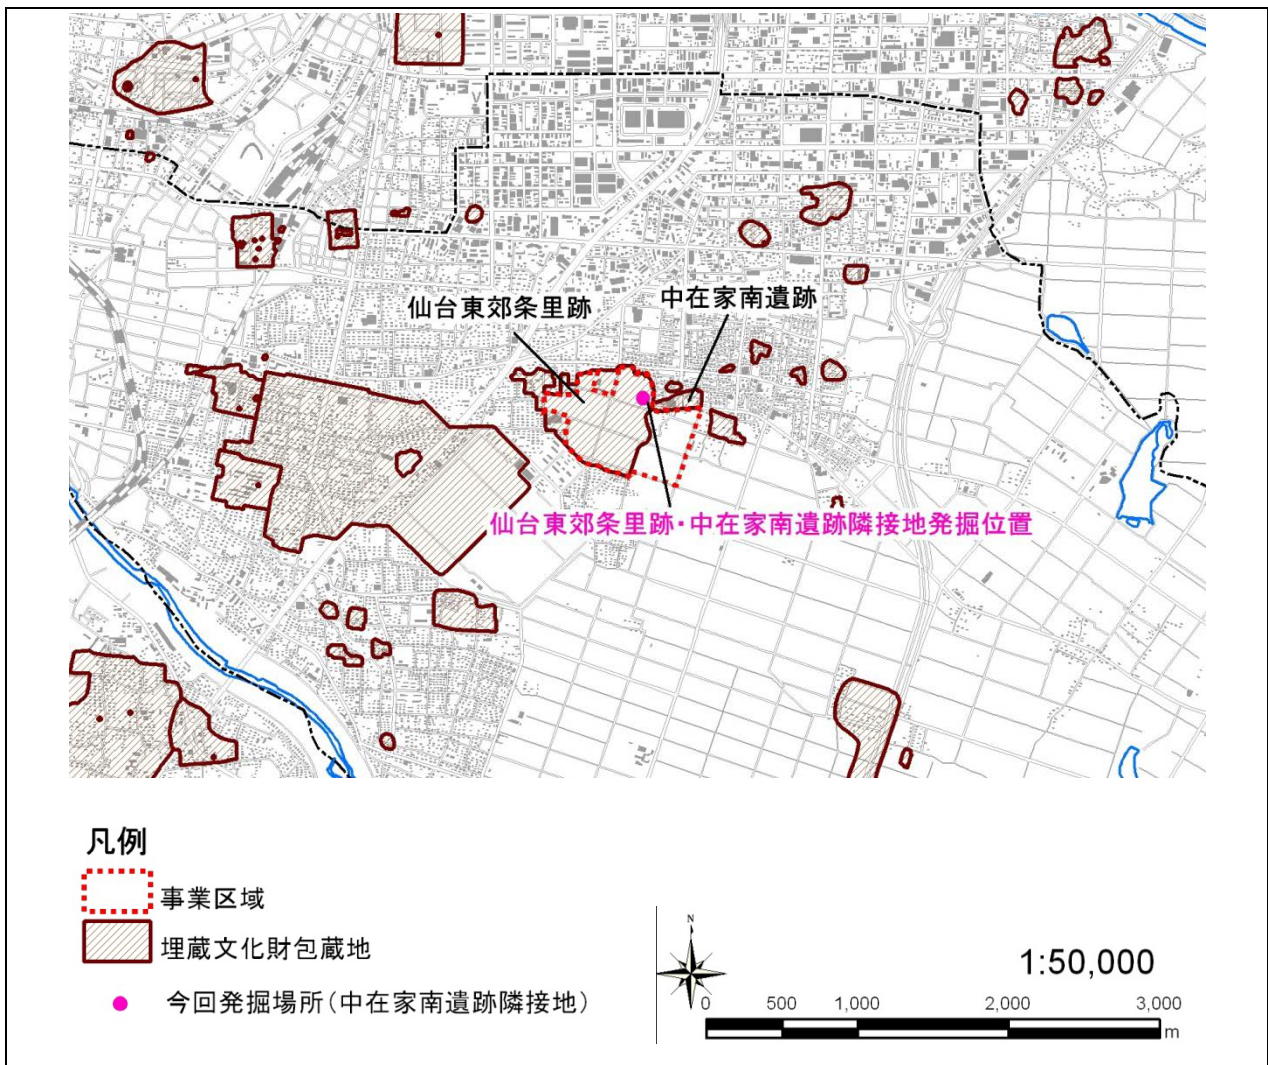 仙台東郊条里跡
中在家南遺跡
仙台東郊条里跡・中在家南遺跡隣接地発掘位置
凡例
事業区域
埋蔵文化財包蔵地
今回発掘場所(中在家南遺跡隣接地)
N
1:50,000
0 500 1,000 2,000 3,000
m